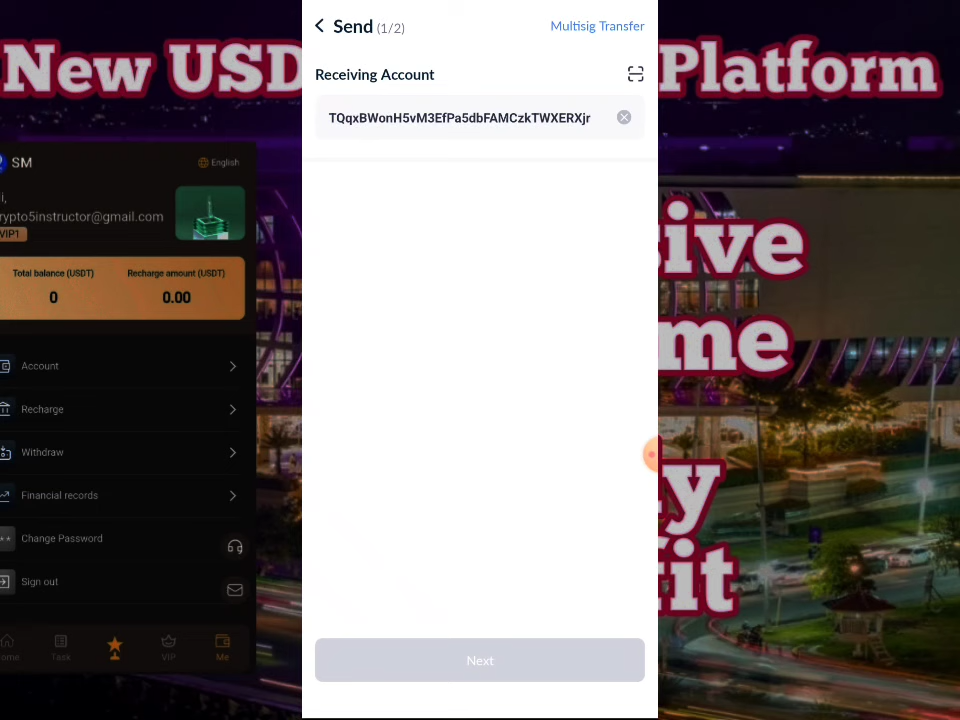 New USD
Platform
sive
me
y
fit
SM
English
i,
rypto5instructor@gmail.com
VIP1
Total balance (USDT)
Recharge amount (USDT)
0
0.00
Account
Recharge
Withdraw
Financial records
Change Password
Sign out
ome
Task
VIP
Me
Send (1/2)
Multisig Transfer
Receiving Account
TQqxBWonH5vM3EfPa5dbFAMCzkTWXERXjr
Next